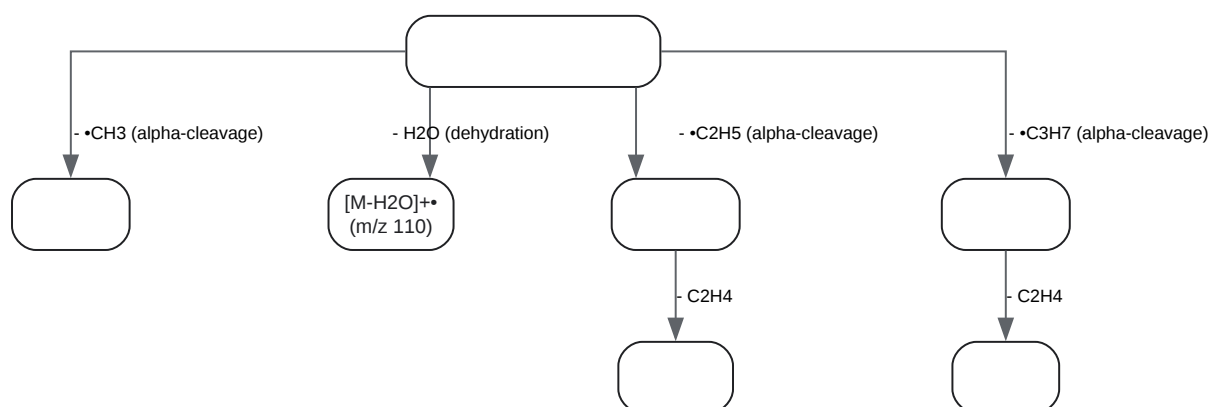 - •CH3 (alpha-cleavage)
- H2O (dehydration)
- •C2H5 (alpha-cleavage)
- •C3H7 (alpha-cleavage)
[M-H2O]+•
(m/z 110)
- C2H4
- C2H4